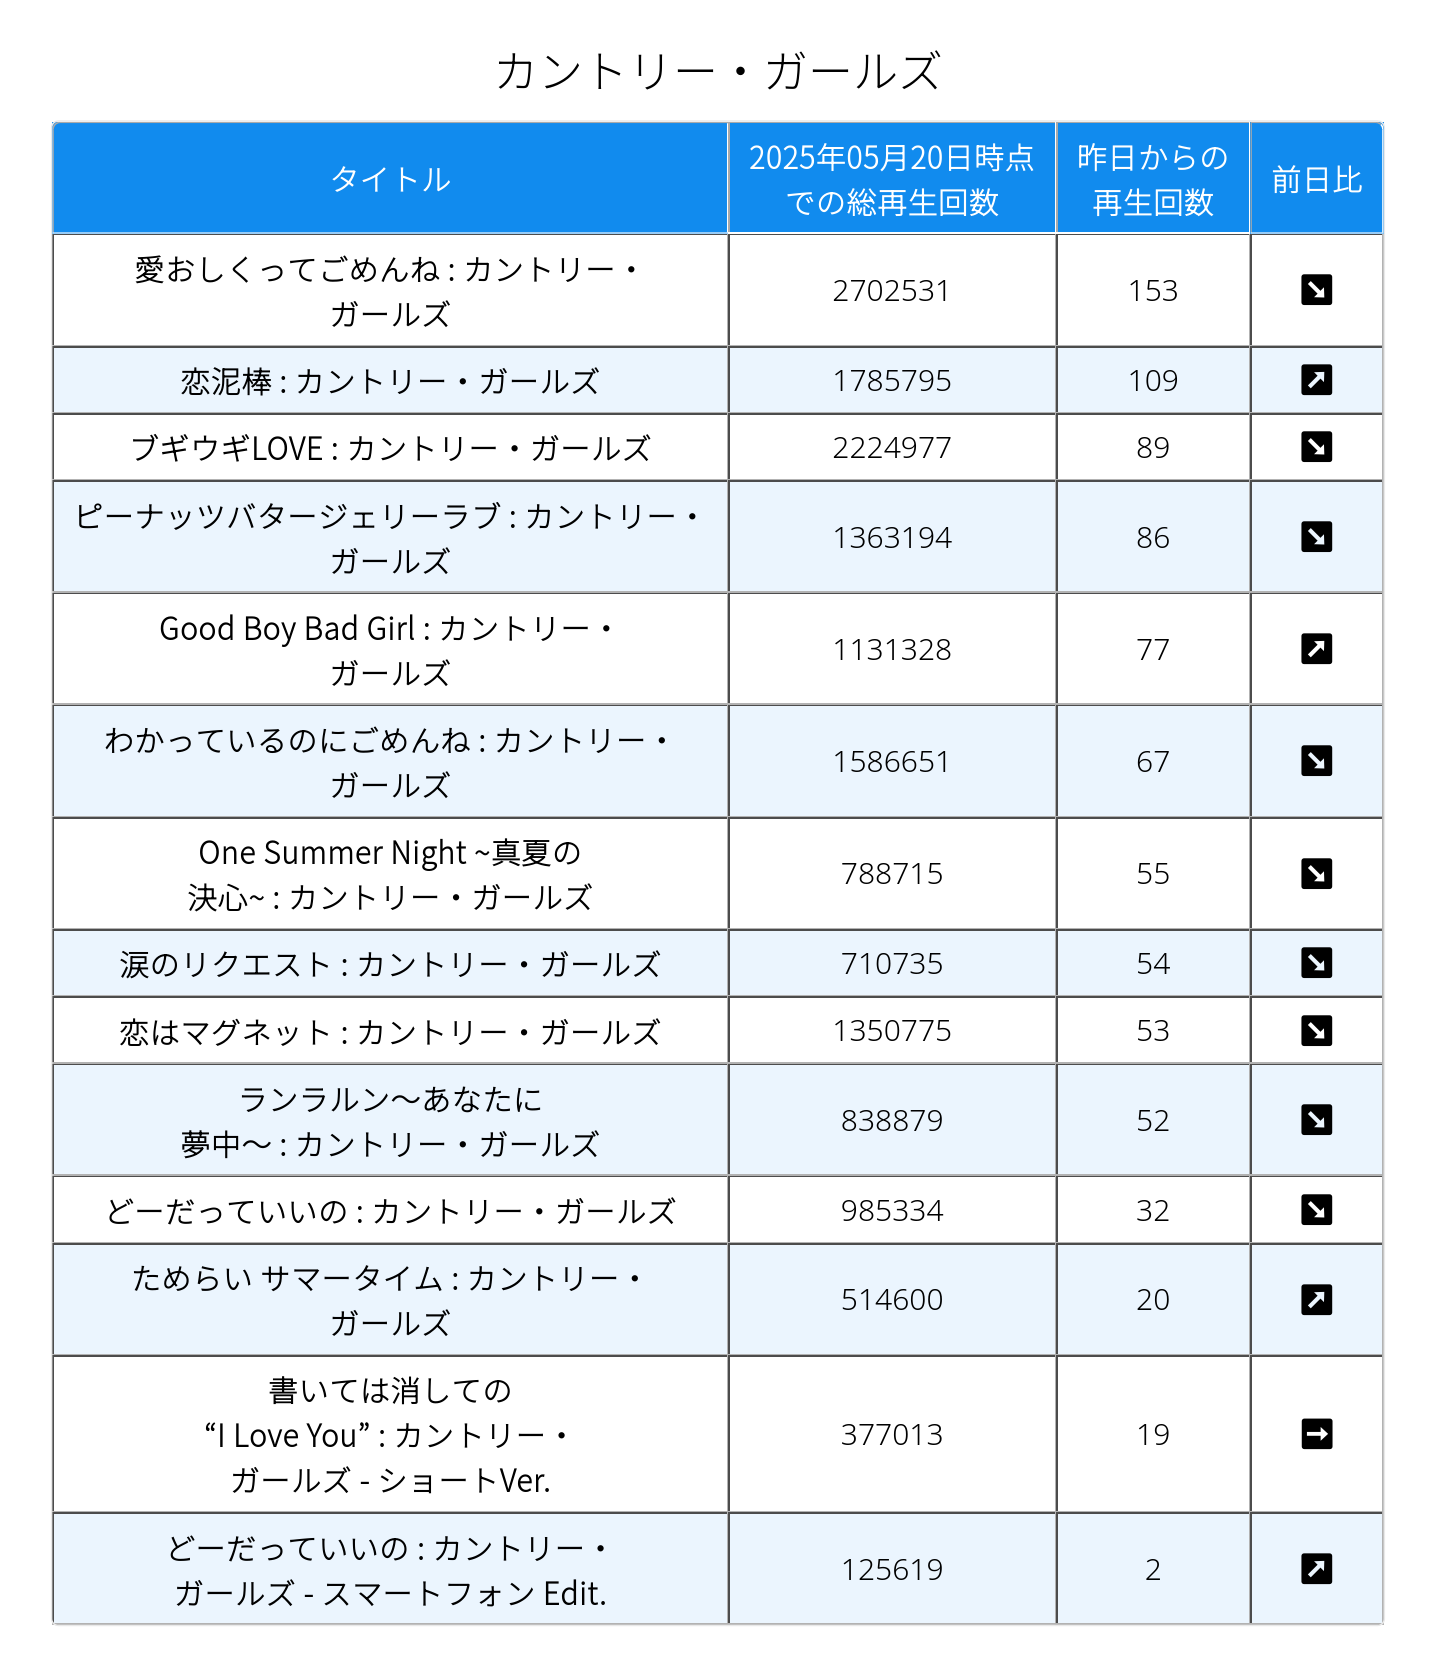 カントリー・ガールズ
タイトル
2025年05月20日時点
での総再生回数
昨日からの
再生回数
前日比
愛おしくってごめんね : カントリー・
ガールズ
2702531
153
恋泥棒 : カントリー・ガールズ
1785795
109
ブギウギLOVE : カントリー・ガールズ
2224977
89
ピーナッツバタージェリーラブ : カントリー・
ガールズ
1363194
86
Good Boy Bad Girl : カントリー・
ガールズ
1131328
77
わかっているのにごめんね : カントリー・
ガールズ
1586651
67
One Summer Night ~真夏の
決心~ : カントリー・ガールズ
788715
55
涙のリクエスト : カントリー・ガールズ
710735
54
恋はマグネット : カントリー・ガールズ
1350775
53
ランラルン～あなたに
夢中～ : カントリー・ガールズ
838879
52
どーだっていいの : カントリー・ガールズ
985334
32
ためらい サマータイム : カントリー・
ガールズ
514600
20
書いては消しての
“I Love You” : カントリー・
ガールズ - ショートVer.
377013
19
どーだっていいの : カントリー・
ガールズ - スマートフォン Edit.
125619
2